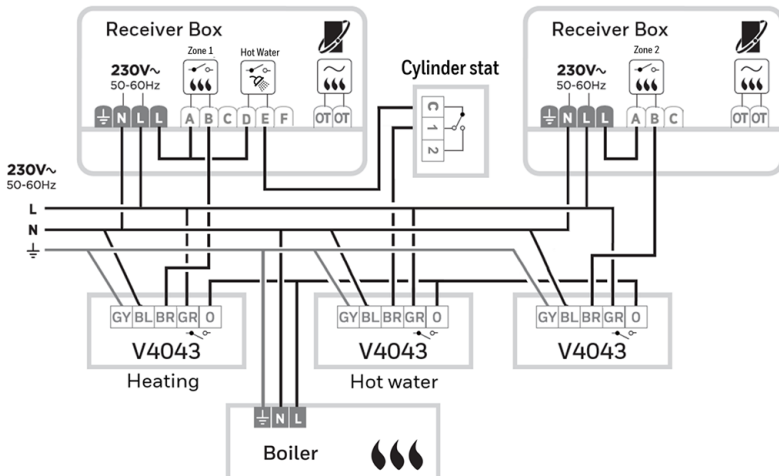 Receiver Box
Zone 1
Hot Water
230V~
50-60Hz
N L L A B C D E F OT OT
Cylinder stat
C
1
2
Receiver Box
Zone 2
230V~
50-60Hz
N L L A B C OT OT
230V~
50-60Hz
L
N
GY BL BR GR O
V4043
Heating
GY BL BR GR O
V4043
Hot water
GY BL BR GR O
V4043
N L
Boiler